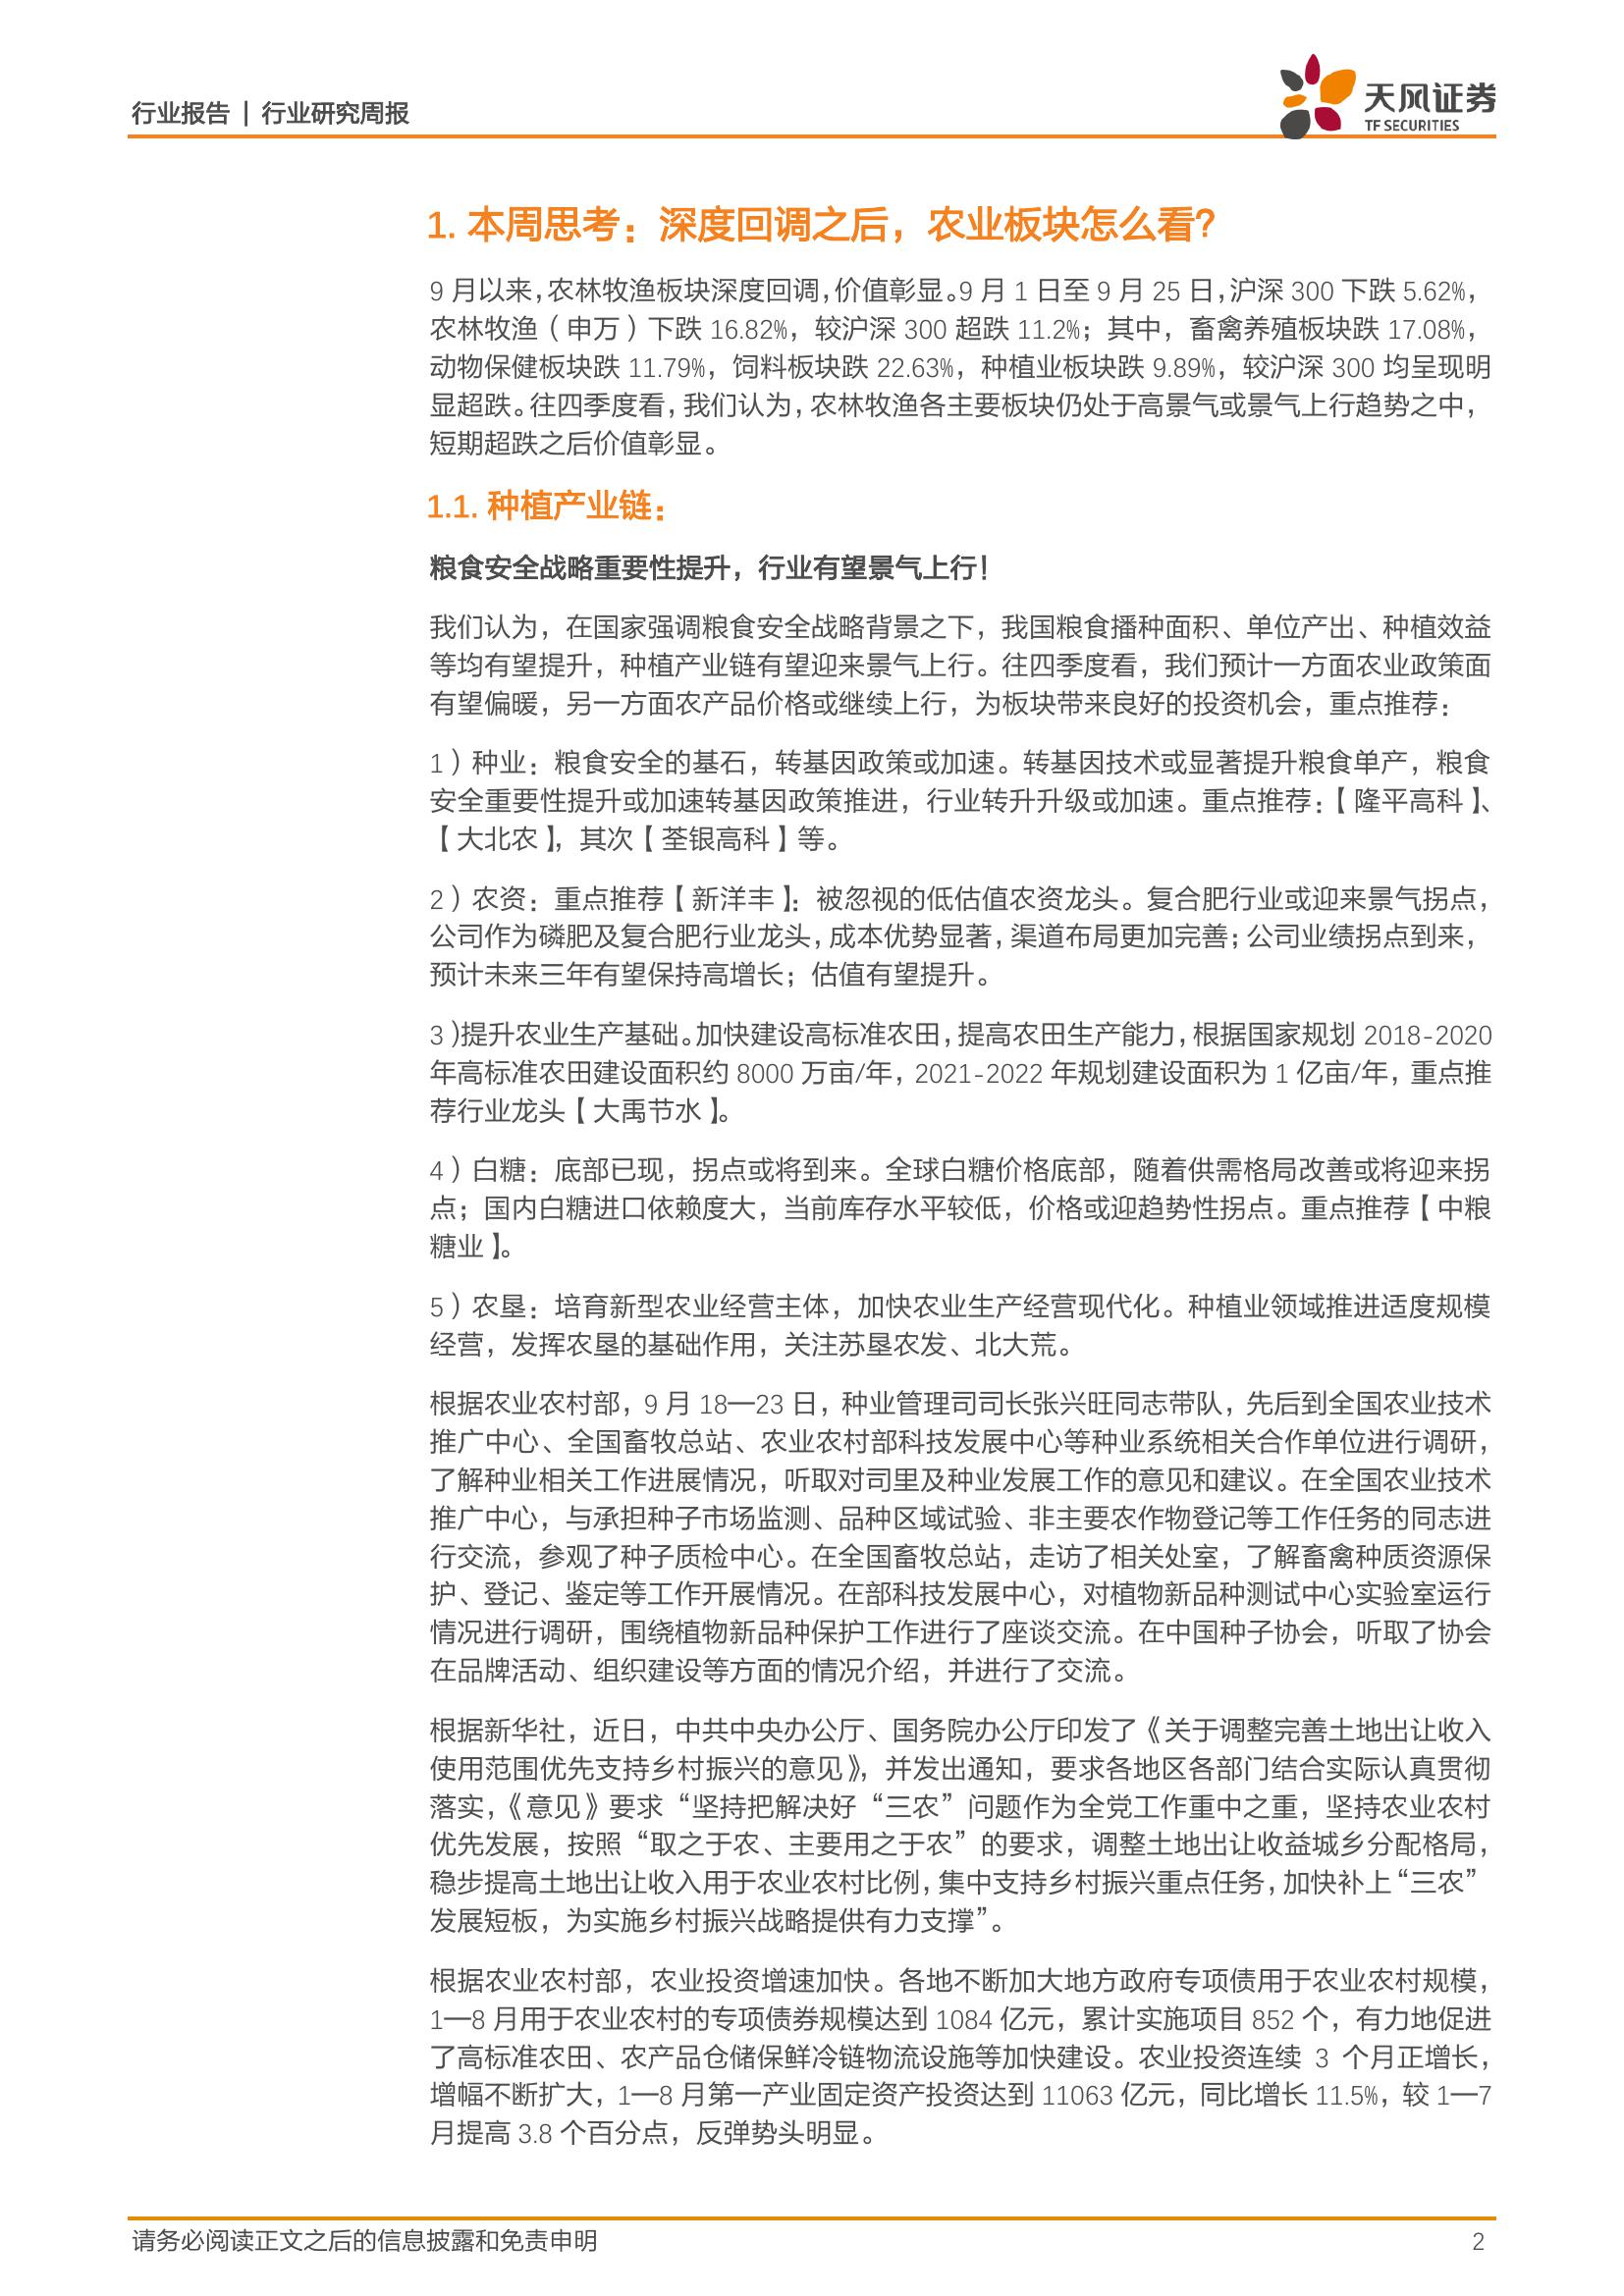 行业报告 | 行业研究周报
天风证券
TF SECURITIES
1. 本周思考：深度回调之后，农业板块怎么看？
9 月以来，农林牧渔板块深度回调，价值彰显。9 月 1 日至 9 月 25 日，沪深 300 下跌 5.62%，
农林牧渔（申万）下跌 16.82%，较沪深 300 超跌 11.2%；其中，畜禽养殖板块跌 17.08%，
动物保健板块跌 11.79%，饲料板块跌 22.63%，种植业板块跌 9.89%，较沪深 300 均呈现明
显超跌。往四季度看，我们认为，农林牧渔各主要板块仍处于高景气或景气上行趋势之中，
短期超跌之后价值彰显。
1.1. 种植产业链：
粮食安全战略重要性提升，行业有望景气上行！
我们认为，在国家强调粮食安全战略背景之下，我国粮食播种面积、单位产出、种植效益
等均有望提升，种植产业链有望迎来景气上行。往四季度看，我们预计一方面农业政策面
有望偏暖，另一方面农产品价格或继续上行，为板块带来良好的投资机会，重点推荐：
1）种业：粮食安全的基石，转基因政策或加速。转基因技术或显著提升粮食单产，粮食
安全重要性提升或加速转基因政策推进，行业转升升级或加速。重点推荐：【隆平高科】、
【大北农】，其次【荃银高科】等。
2）农资：重点推荐【新洋丰】：被忽视的低估值农资龙头。复合肥行业或迎来景气拐点，
公司作为磷肥及复合肥行业龙头，成本优势显著，渠道布局更加完善；公司业绩拐点到来，
预计未来三年有望保持高增长；估值有望提升。
3）提升农业生产基础。加快建设高标准农田，提高农田生产能力，根据国家规划 2018-2020
年高标准农田建设面积约 8000 万亩/年，2021-2022 年规划建设面积为 1 亿亩/年，重点推
荐行业龙头【大禹节水】。
4）白糖：底部已现，拐点或将到来。全球白糖价格底部，随着供需格局改善或将迎来拐
点；国内白糖进口依赖度大，当前库存水平较低，价格或迎趋势性拐点。重点推荐【中粮
糖业】。
5）农垦：培育新型农业经营主体，加快农业生产经营现代化。种植业领域推进适度规模
经营，发挥农垦的基础作用，关注苏垦农发、北大荒。
根据农业农村部，9 月 18—23 日，种业管理司司长张兴旺同志带队，先后到全国农业技术
推广中心、全国畜牧总站、农业农村部科技发展中心等种业系统相关合作单位进行调研，
了解种业相关工作进展情况，听取对司里及种业发展工作的意见和建议。在全国农业技术
推广中心，与承担种子市场监测、品种区域试验、非主要农作物登记等工作任务的同志进
行交流，参观了种子质检中心。在全国畜牧总站，走访了相关处室，了解畜禽种质资源保
护、登记、鉴定等工作开展情况。在部科技发展中心，对植物新品种测试中心实验室运行
情况进行调研，围绕植物新品种保护工作进行了座谈交流。在中国种子协会，听取了协会
在品牌活动、组织建设等方面的情况介绍，并进行了交流。
根据新华社，近日，中共中央办公厅、国务院办公厅印发了《关于调整完善土地出让收入
使用范围优先支持乡村振兴的意见》，并发出通知，要求各地区各部门结合实际认真贯彻
落实，《意见》要求“坚持把解决好“三农”问题作为全党工作重中之重，坚持农业农村
优先发展，按照“取之于农、主要用之于农”的要求，调整土地出让收益城乡分配格局，
稳步提高土地出让收入用于农业农村比例，集中支持乡村振兴重点任务，加快补上“三农”
发展短板，为实施乡村振兴战略提供有力支撑”。
根据农业农村部，农业投资增速加快。各地不断加大地方政府专项债用于农业农村规模，
1—8 月用于农业农村的专项债券规模达到 1084 亿元，累计实施项目 852 个，有力地促进
了高标准农田、农产品仓储保鲜冷链物流设施等加快建设。农业投资连续 3 个月正增长，
增幅不断扩大，1—8 月第一产业固定资产投资达到 11063 亿元，同比增长 11.5%，较 1—7
月提高 3.8 个百分点，反弹势头明显。
请务必阅读正文之后的信息披露和免责申明
2